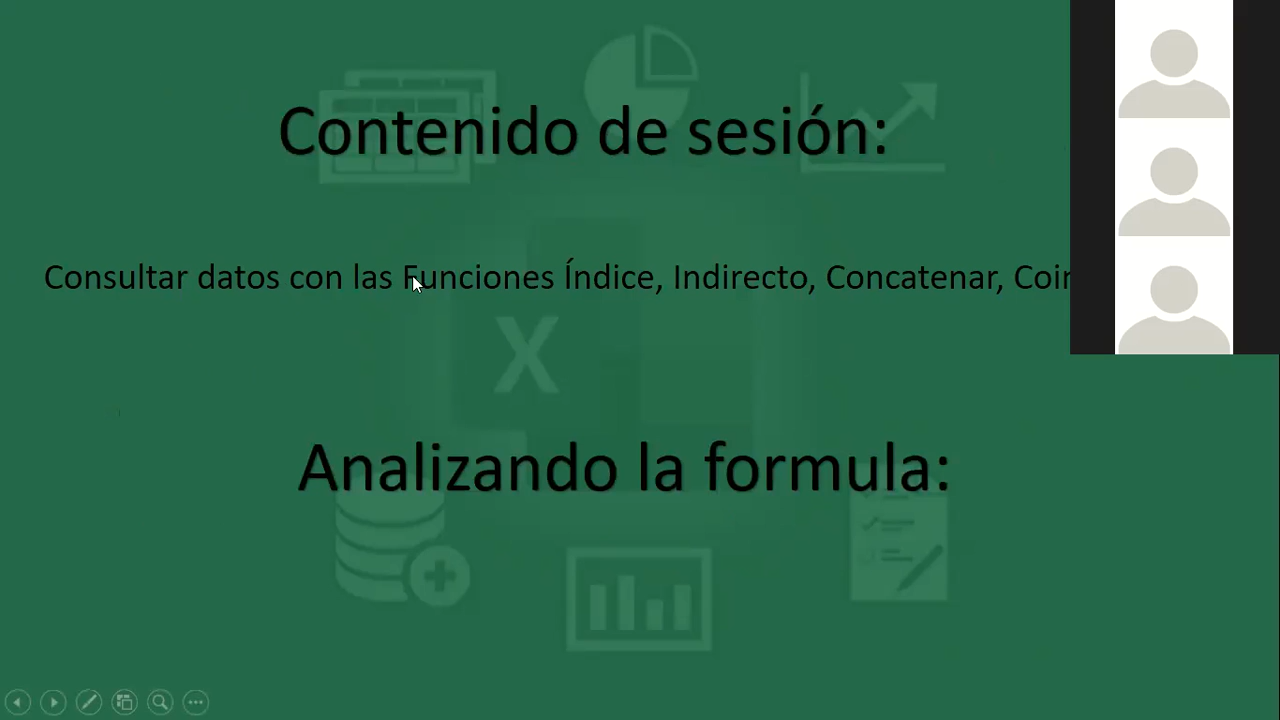 Contenido de sesión:
Consultar datos con las Funciones Índice, Indirecto, Concatenar,
X
Analizando la formula: